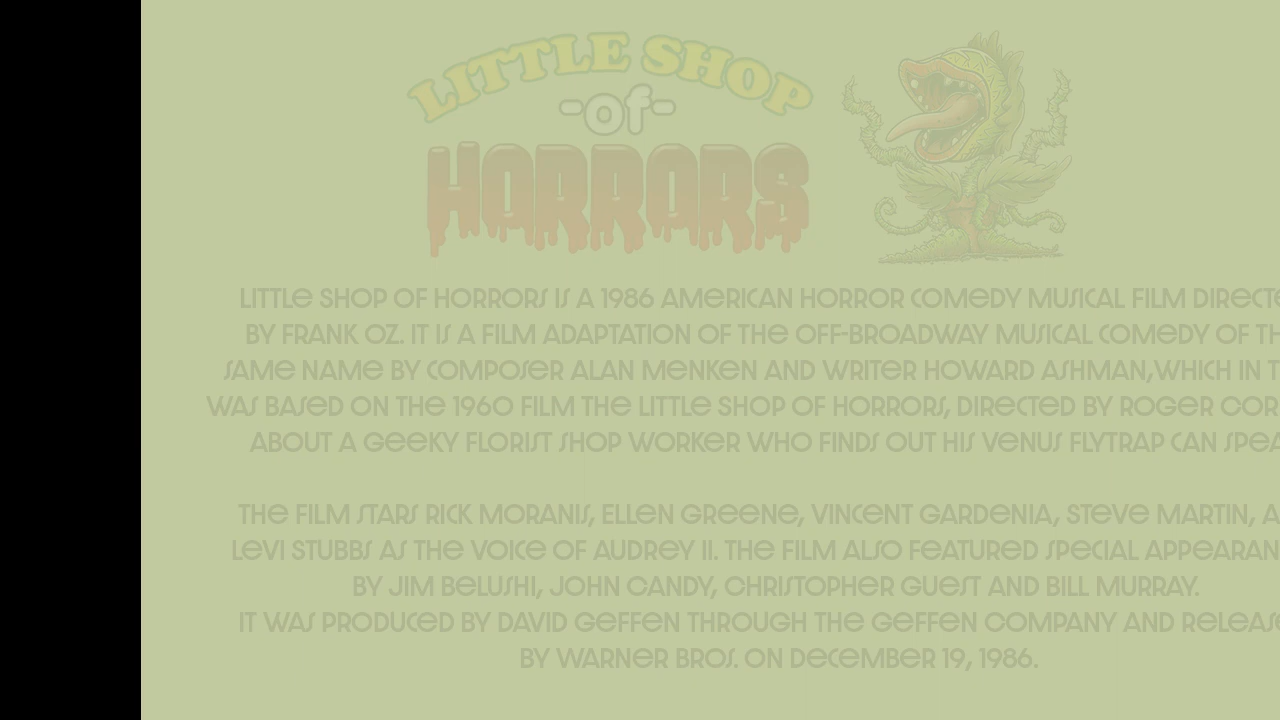 LITTLE SHOP
-of-
HORRORS
LITTLE SHOP OF HORRORS IS A 1986 AMERICAN HORROR COMEDY MUSICAL FILM DIRECT
BY FRANK OZ. IT IS A FILM ADAPTATION OF THE OFF-BROADWAY MUSICAL COMEDY OF TH
SAME NAME BY COMPOSER ALAN MENKEN AND WRITER HOWARD ASHMAN,WHICH IN T
WAS BASED ON THE 1960 FILM THE LITTLE SHOP OF HORRORS, DIRECTED BY ROGER COR
ABOUT A GEEKY FLORIST SHOP WORKER WHO FINDS OUT HIS VENUS FLYTRAP CAN SPEA
THE FILM STARS RICK MORANIS, ELLEN GREENE, VINCENT GARDENIA, STEVE MARTIN, A
LEVI STUBBS AS THE VOICE OF AUDREY II. THE FILM ALSO FEATURED SPECIAL APPEARAN
BY JIM BELUSHI, JOHN CANDY, CHRISTOPHER GUEST AND BILL MURRAY.
IT WAS PRODUCED BY DAVID GEFFEN THROUGH THE GEFFEN COMPANY AND RELEASE
BY WARNER BROS. ON DECEMBER 19, 1986.